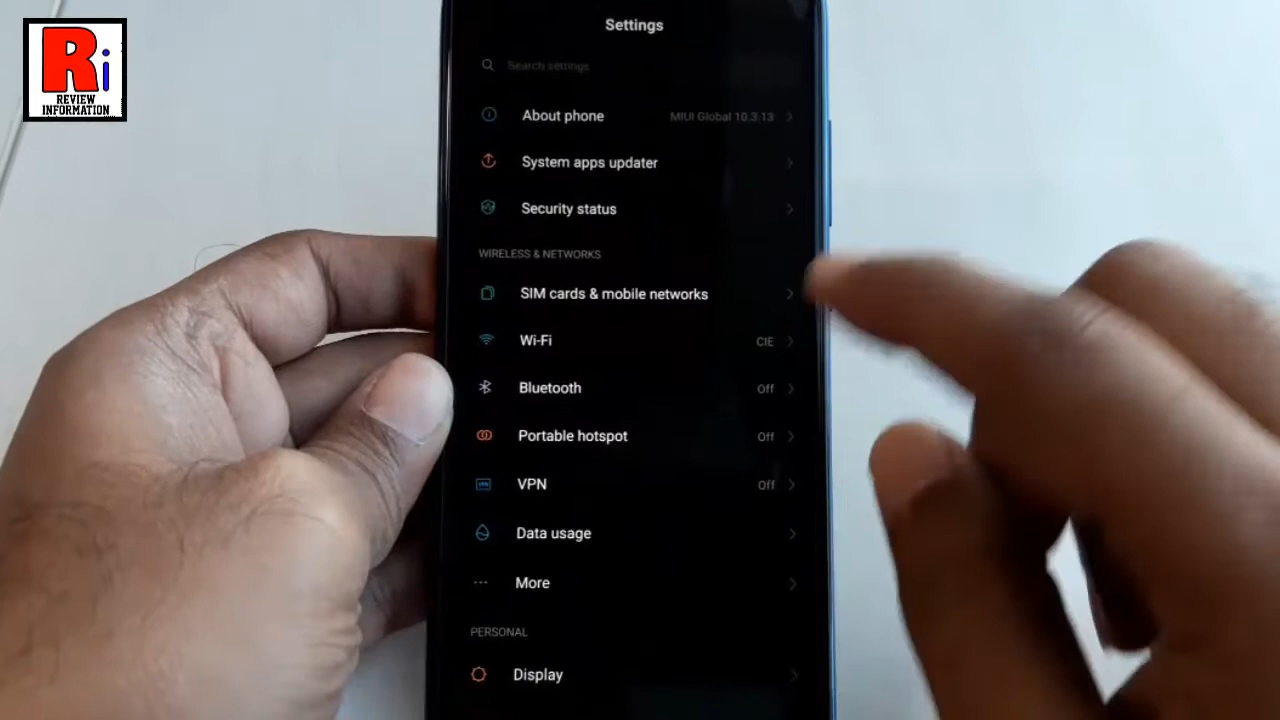 Ri
REVIEW
INFORMATION
Settings
Search settings
About phone MIUI Global 10.3.13
System apps updater
Security status
WIRELESS & NETWORKS
SIM cards & mobile networks
Wi-Fi CIE
Bluetooth Off
Portable hotspot Off
VPN
VPN Off
Data usage
More
PERSONAL
Display